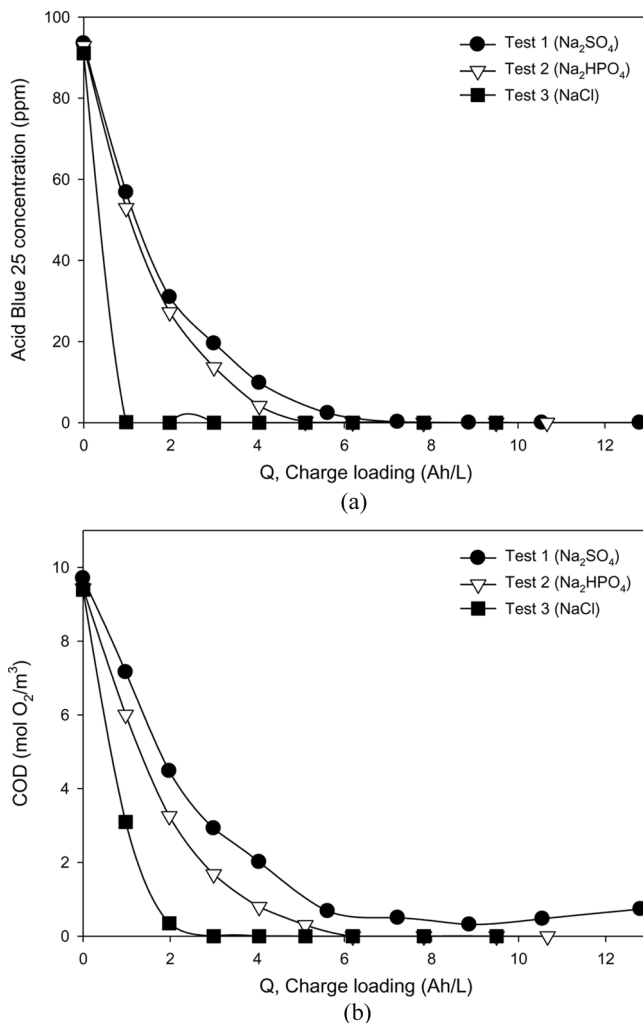 100
80
60
40
20
0
Acid Blue 25 concentration (ppm)
Test 1 (Na₂SO₄)
Test 2 (Na₂HPO₄)
Test 3 (NaCl)
0 2 4 6 8 10 12
Q, Charge loading (Ah/L)
(a)
10
8
6
4
2
0
COD (mol O₂/m³)
Test 1 (Na₂SO₄)
Test 2 (Na₂HPO₄)
Test 3 (NaCl)
0 2 4 6 8 10 12
Q, Charge loading (Ah/L)
(b)